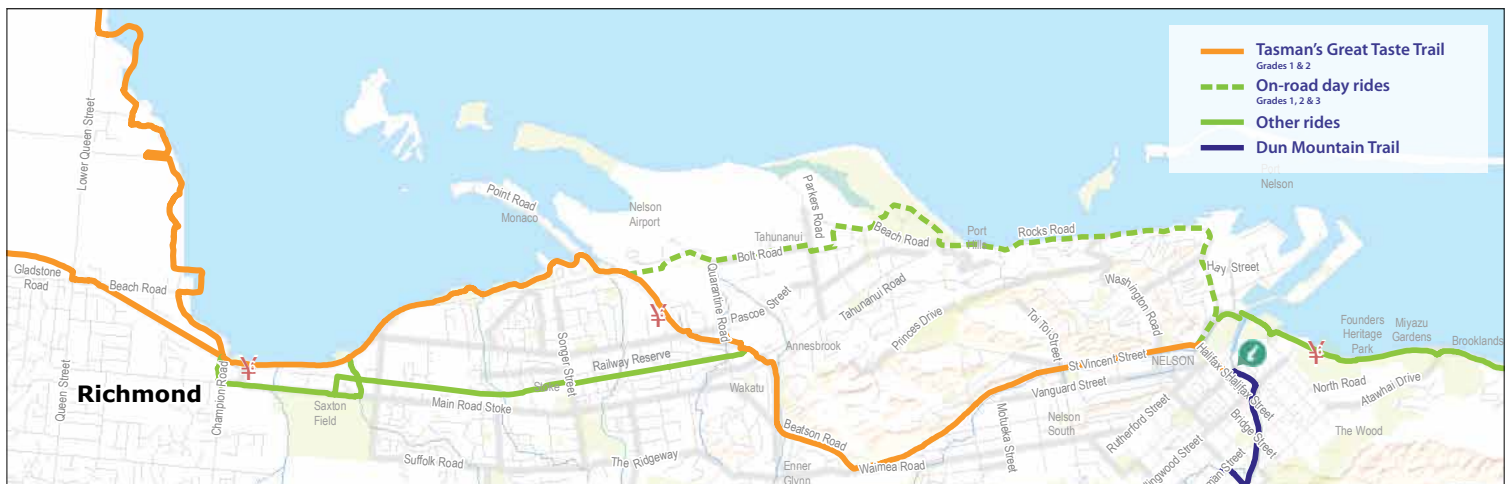 Tasman's Great Taste Trail
Grades 1 & 2
On-road day rides
Grades 1, 2 & 3
Other rides
Dun Mountain Trail
Lower Queen Street
Point Road
Monaco
Nelson
Airport
Parkers Road
Tahunanui
Bolt Road
Beach Road
Port
Rocks Road
Nelson
Hay Street
Washington Road
Gladstone
Road
Beach Road
Quarantine Road
Pascoe Street
Tahunanui Road
Princes Drive
Toi Toi Street
Annesbrook
Founders
Heritage
Park
Miyazu
Gardens
Brooklands
Songer Street
Railway Reserve
Stoke
St Vincent Street
NELSON
Halifax Street
Halifax Street
Queen Street
Richmond
Champion Road
Saxton
Field
Main Road Stoke
Wakatu
Vanguard Street
North Road
Atawhai Drive
Beatson Road
Motueka Street
Nelson
South
Rutherford Street
Bridge Street
The Wood
Suffolk Road
The Ridgeway
Enner
Glynn
Waimea Road
Street
Street